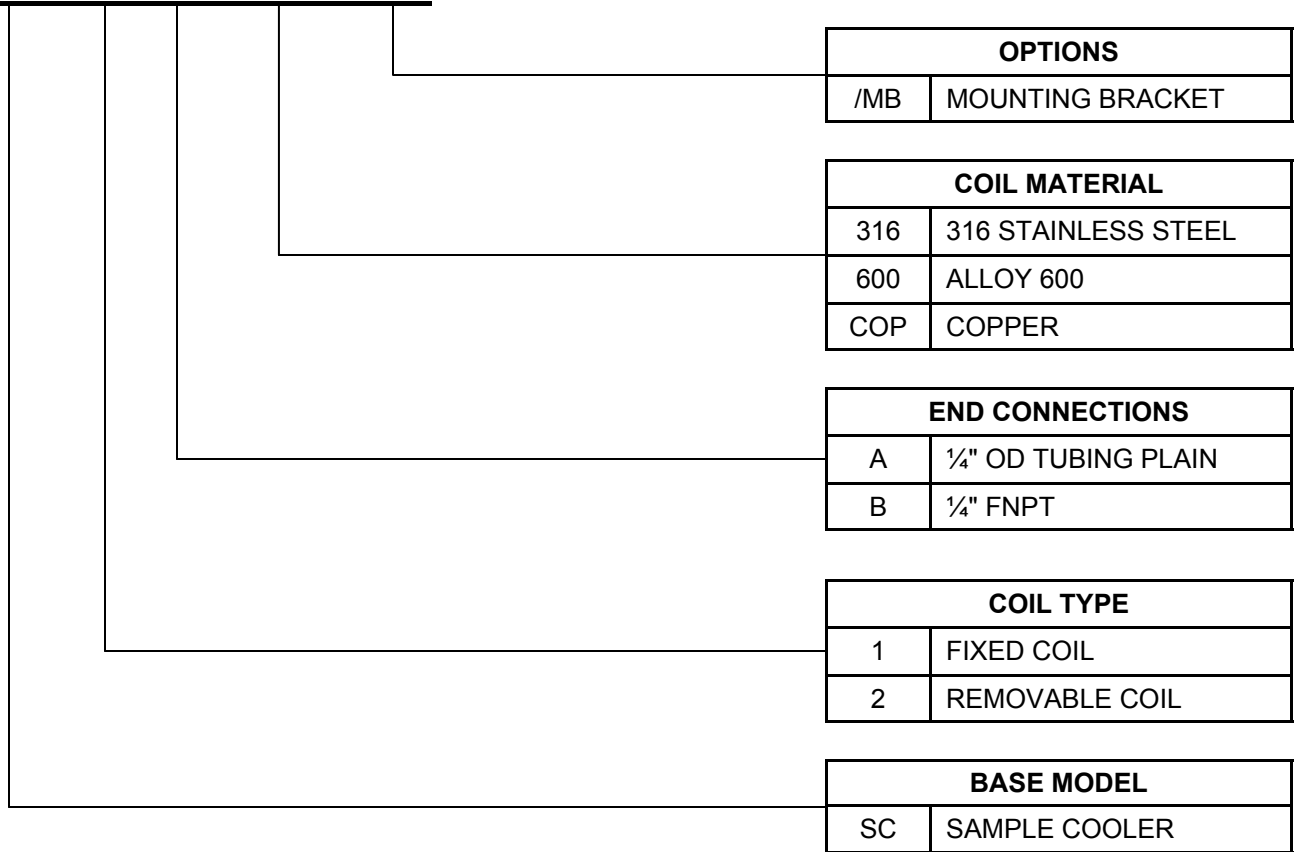 OPTIONS
/MB MOUNTING BRACKET
COIL MATERIAL
316 316 STAINLESS STEEL
600 ALLOY 600
COP COPPER
END CONNECTIONS
A ¼" OD TUBING PLAIN
B ¼" FNPT
COIL TYPE
1 FIXED COIL
2 REMOVABLE COIL
BASE MODEL
SC SAMPLE COOLER